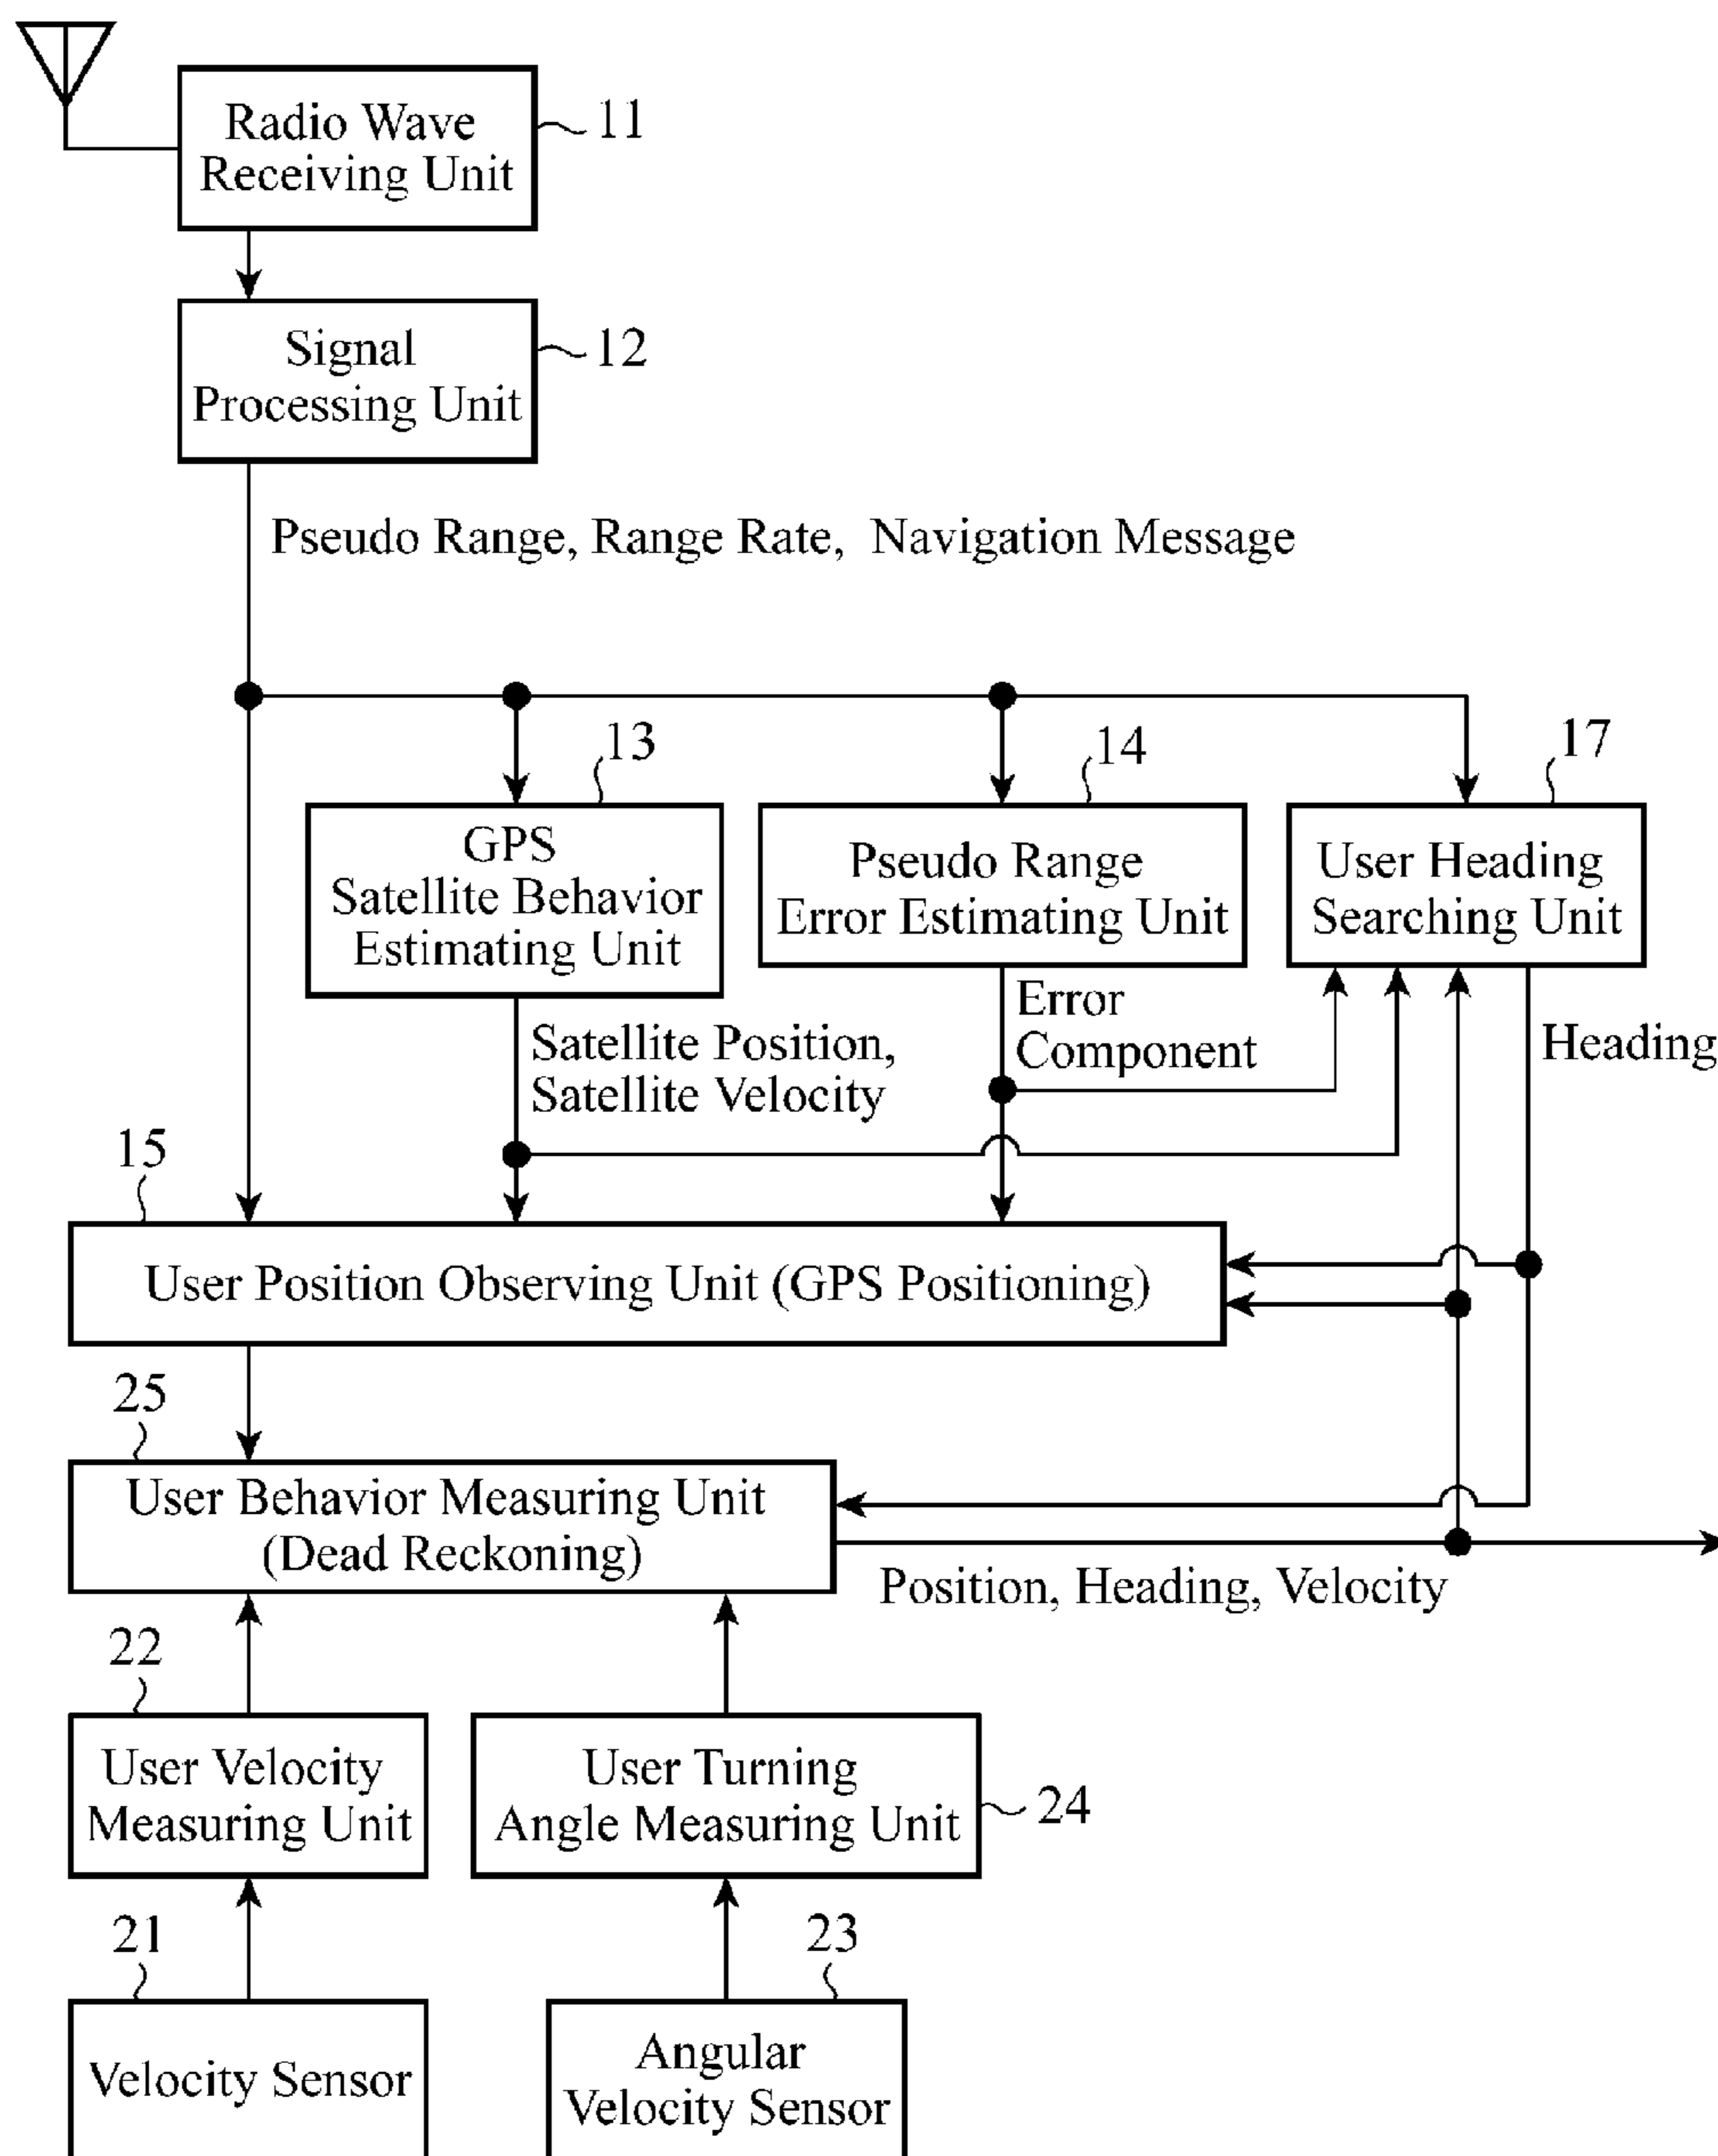 Radio Wave
Receiving Unit
11
Signal
Processing Unit
12
Pseudo Range, Range Rate, Navigation Message
13
14
17
GPS
Satellite Behavior
Estimating Unit
Pseudo Range
Error Estimating Unit
User Heading
Searching Unit
Satellite Position,
Satellite Velocity
Error
Component
Heading
15
User Position Observing Unit (GPS Positioning)
25
User Behavior Measuring Unit
(Dead Reckoning)
Position, Heading, Velocity
22
User Velocity
Measuring Unit
User Turning
Angle Measuring Unit
24
21
23
Velocity Sensor
Angular
Velocity Sensor